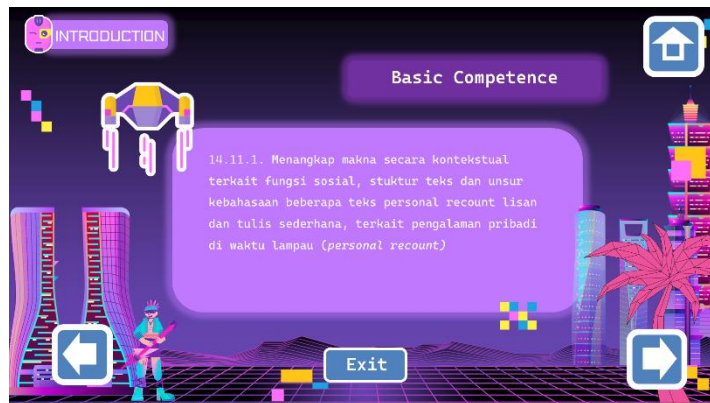 INTRODUCTION
Basic Competence
14.11.1. Menangkap makna secara kontekstual
terkait fungsi sosial, stuktur teks dan unsur
kebahasaan beberapa teks personal recount lisan
dan tulis sederhana, terkait pengalaman pribadi
di waktu lampau (personal recount)
Exit